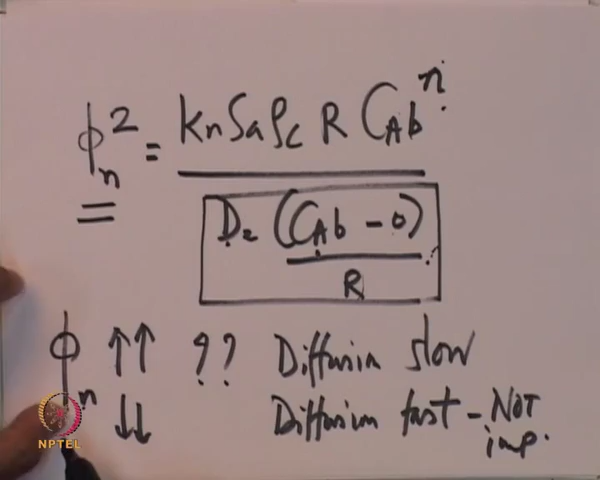 ϕn² = kn Sa ρc R CAb^n
De (CAb - 0)
R
ϕn ↑↑ ?? Diffusion slow
↓↓ Diffusion fast - NOT
imp.
NPTEL